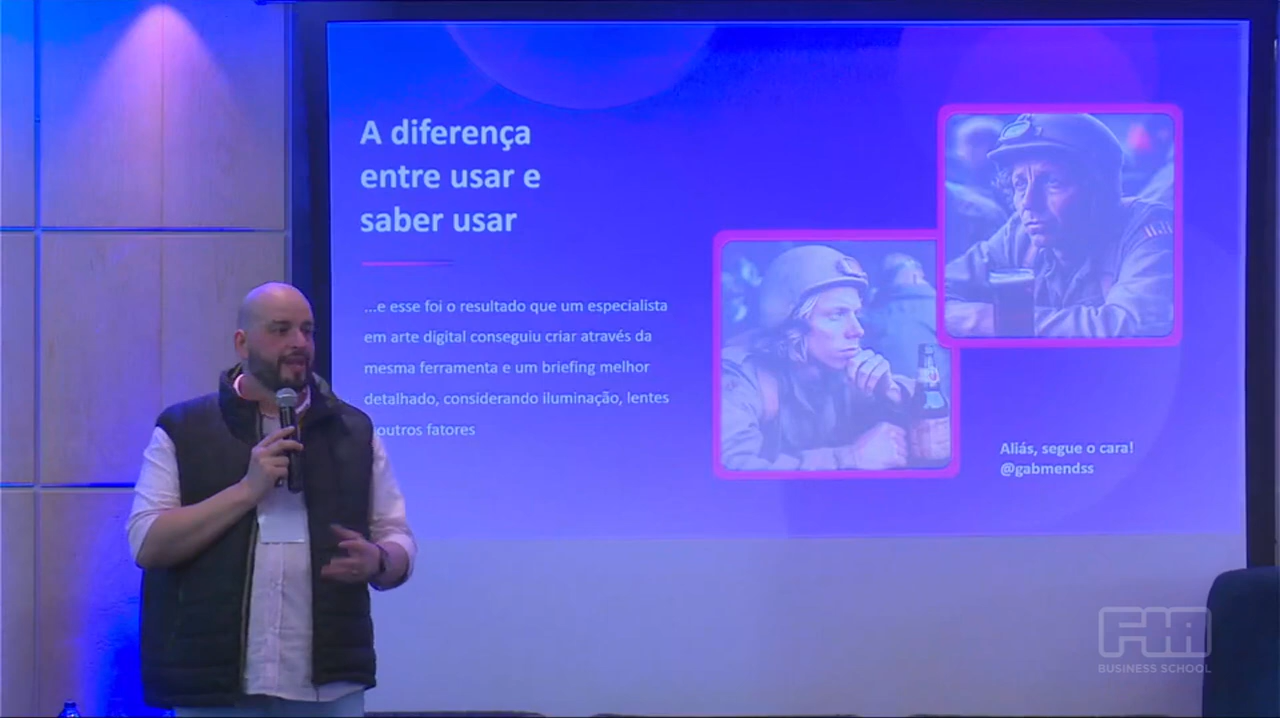 A diferença
entre usar e
saber usar
...e esse foi o resultado que um especialista
em arte digital conseguiu criar através da
mesma ferramenta e um briefing melhor
detalhado, considerando iluminação, lentes
outros fatores
Aliás, segue o cara!
@gabmendss
FIA
BUSINESS SCHOOL